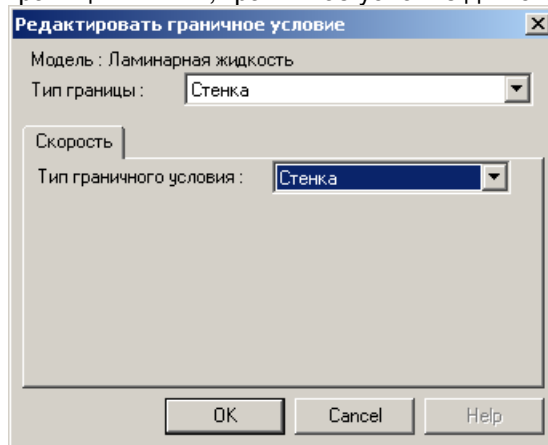 Редактировать граничное условие
Модель : Ламинарная жидкость
Тип границы : Стенка
Скорость
Тип граничного условия : Стенка
OK Cancel Help